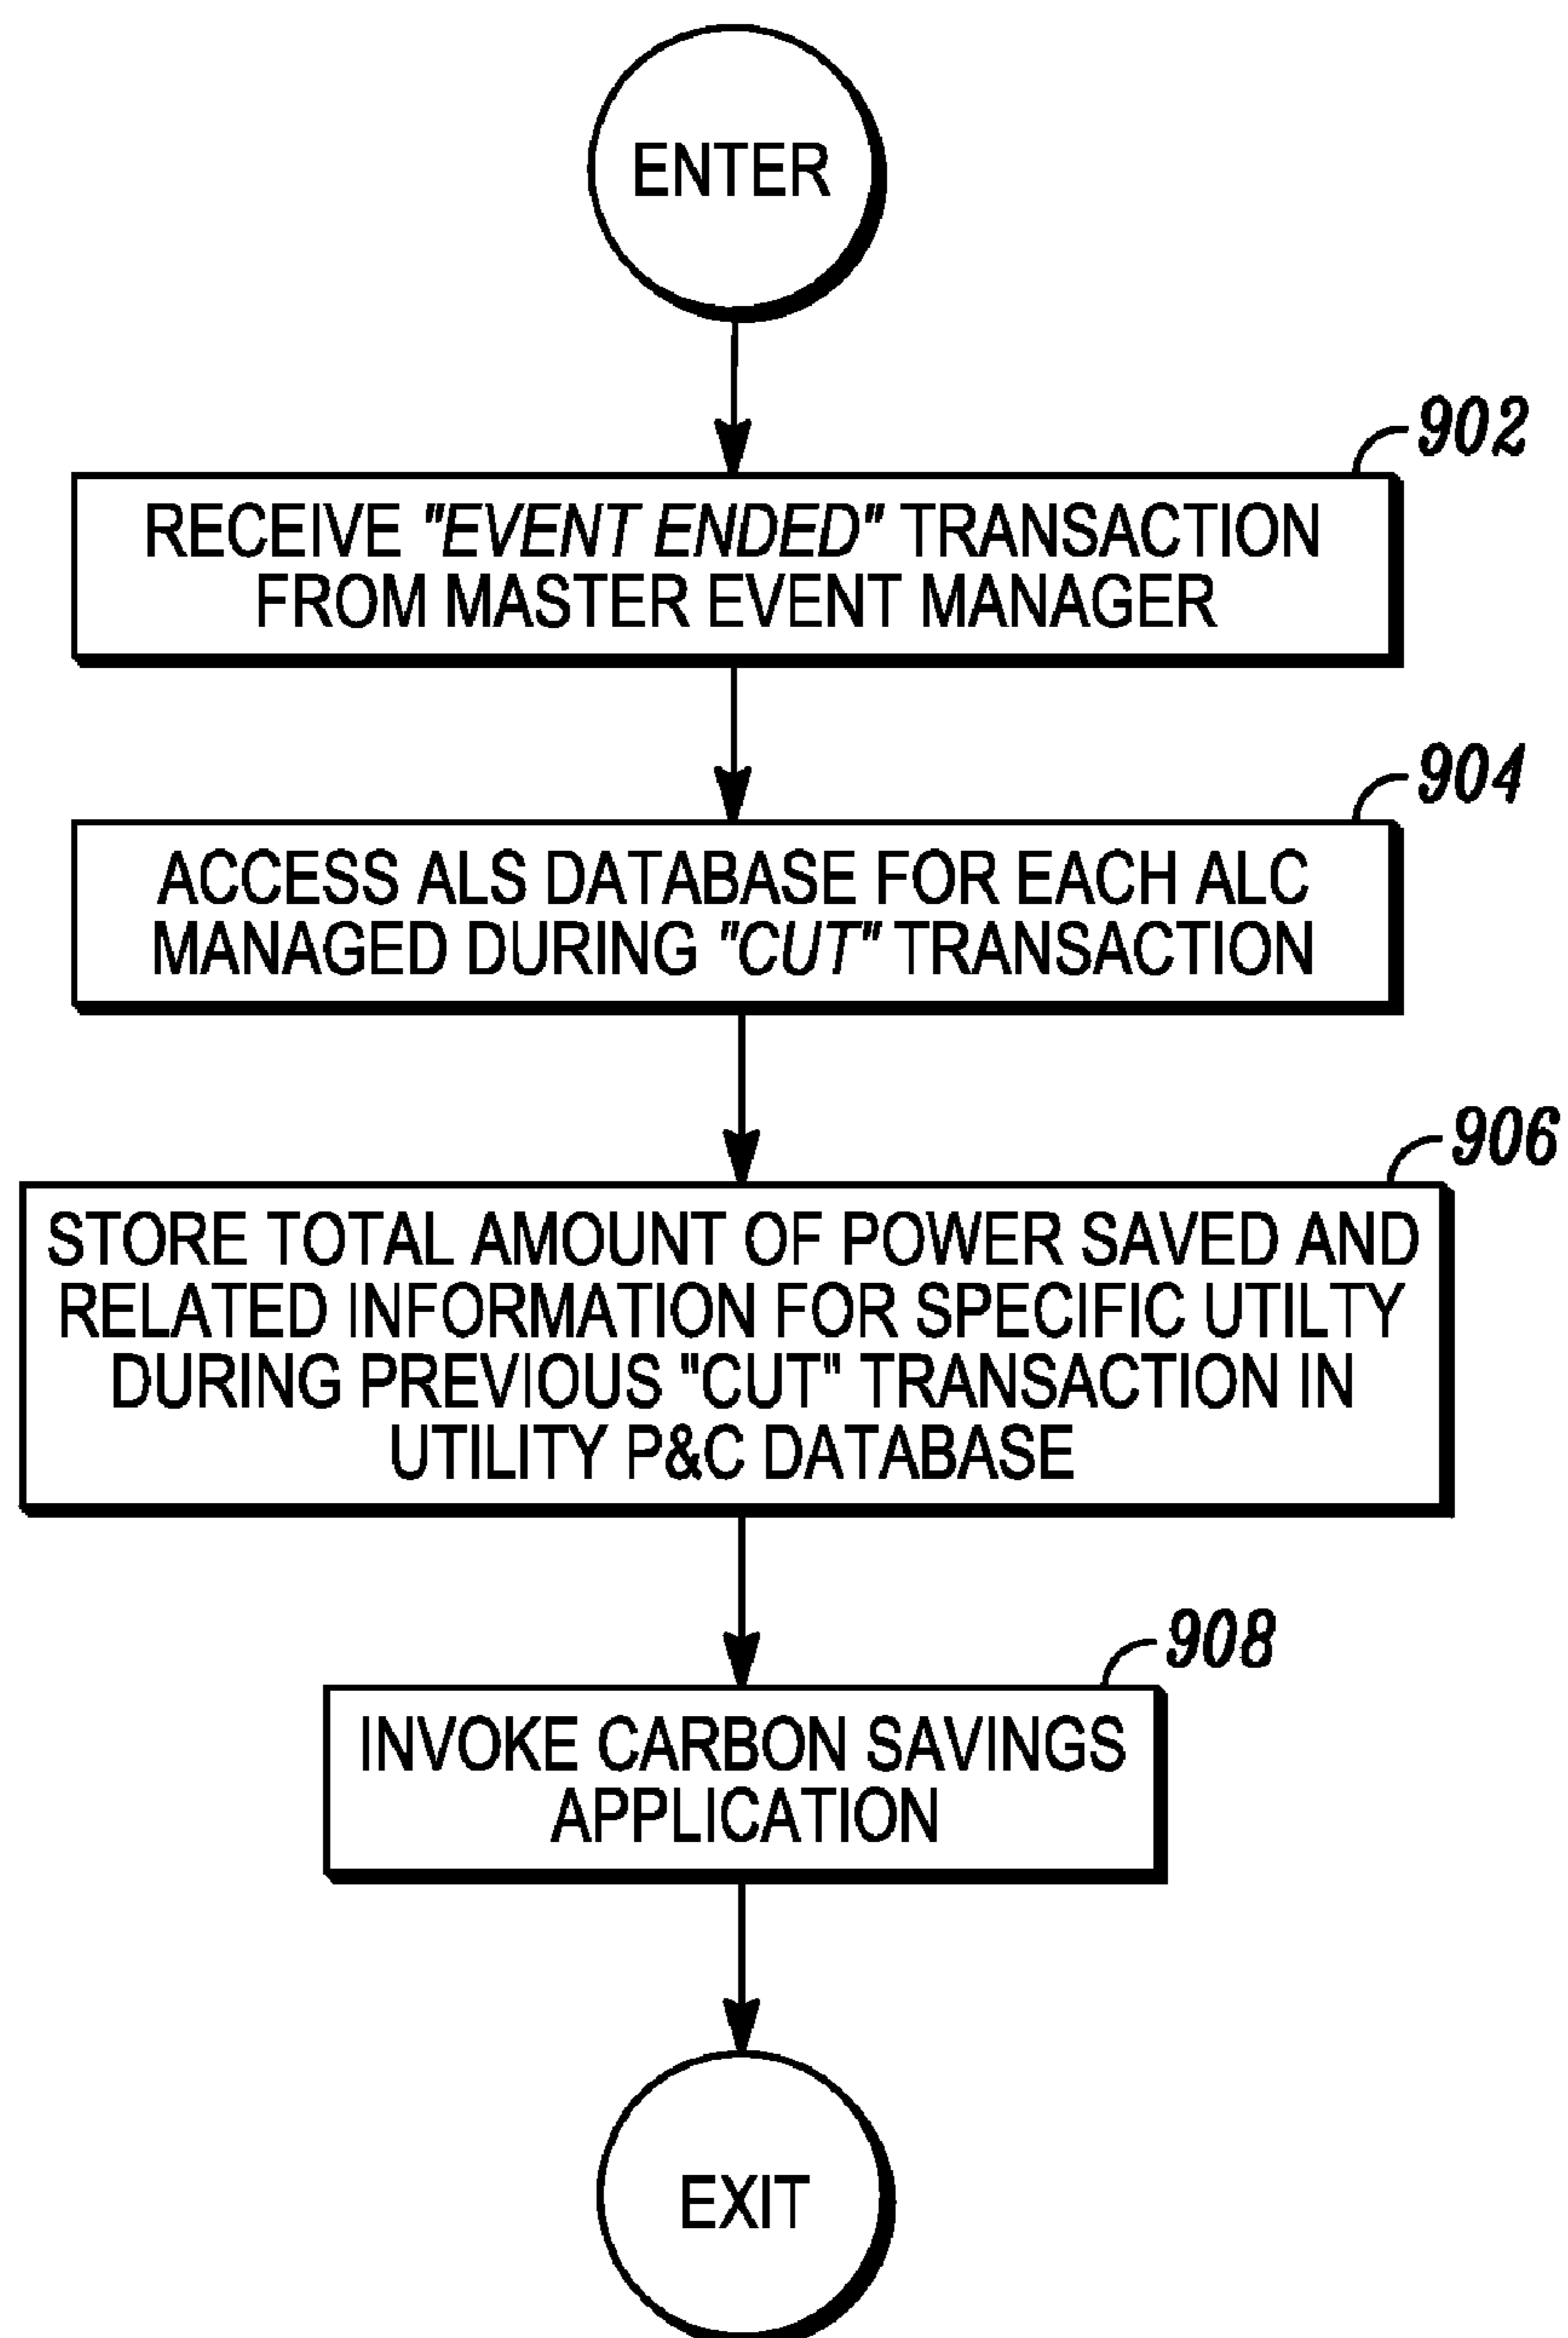 ENTER
902
RECEIVE "EVENT ENDED" TRANSACTION
FROM MASTER EVENT MANAGER
904
ACCESS ALS DATABASE FOR EACH ALC
MANAGED DURING "CUT" TRANSACTION
906
STORE TOTAL AMOUNT OF POWER SAVED AND
RELATED INFORMATION FOR SPECIFIC UTILTY
DURING PREVIOUS "CUT" TRANSACTION IN
UTILITY P&C DATABASE
908
INVOKE CARBON SAVINGS
APPLICATION
EXIT